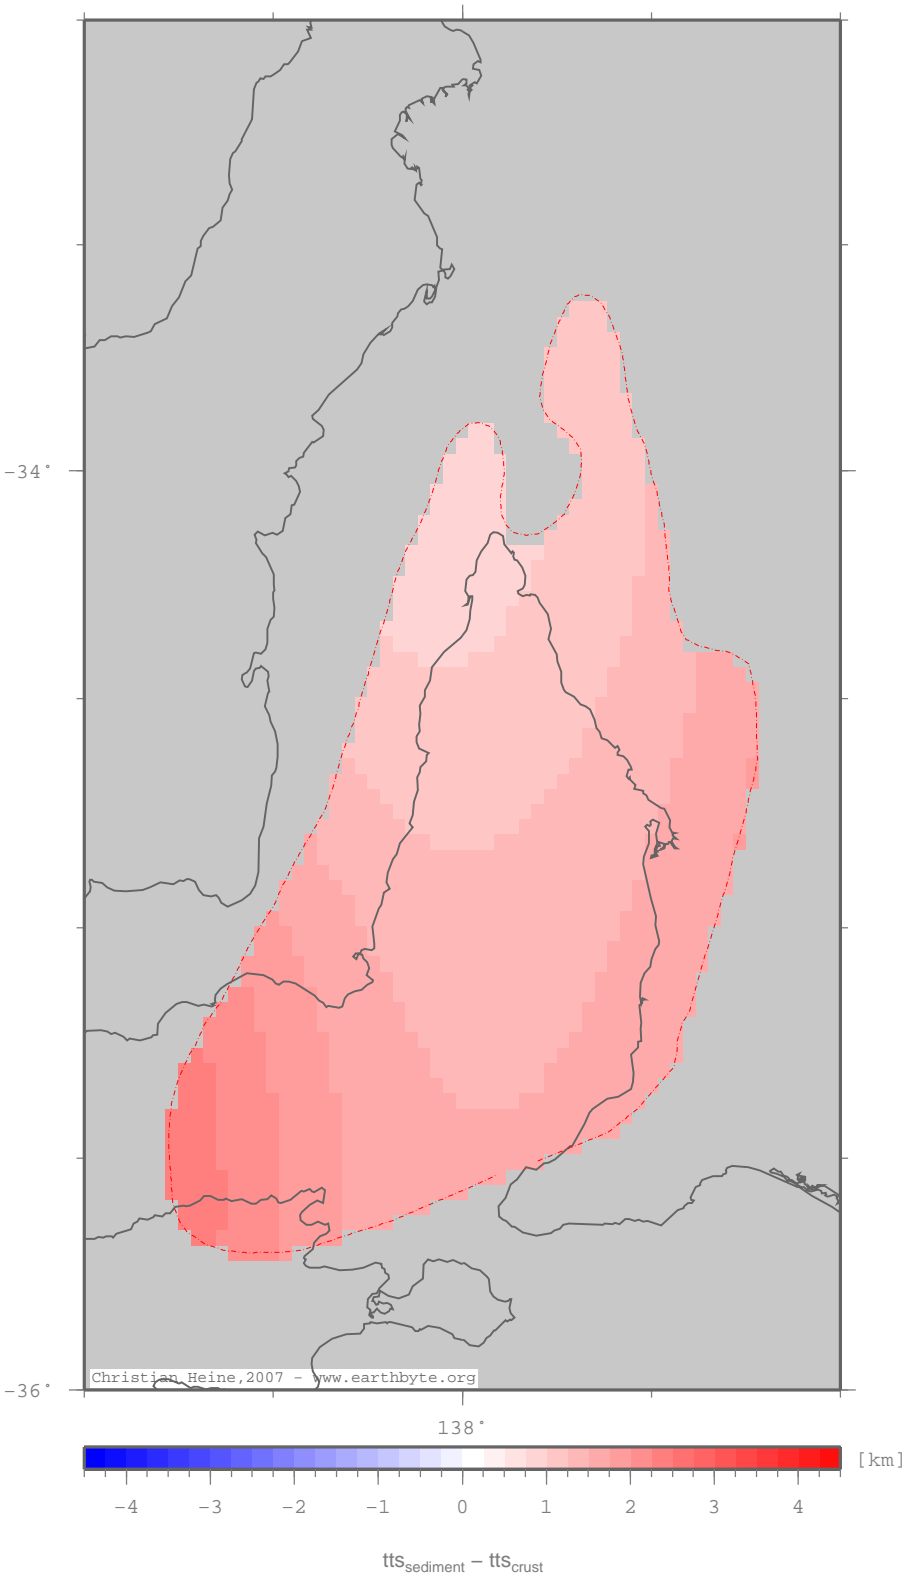 -34°
-36°
Christian Heine,2007 - www.earthbyte.org
138°
[km]
-4 -3 -2 -1 0 1 2 3 4
tts_sediment – tts_crust